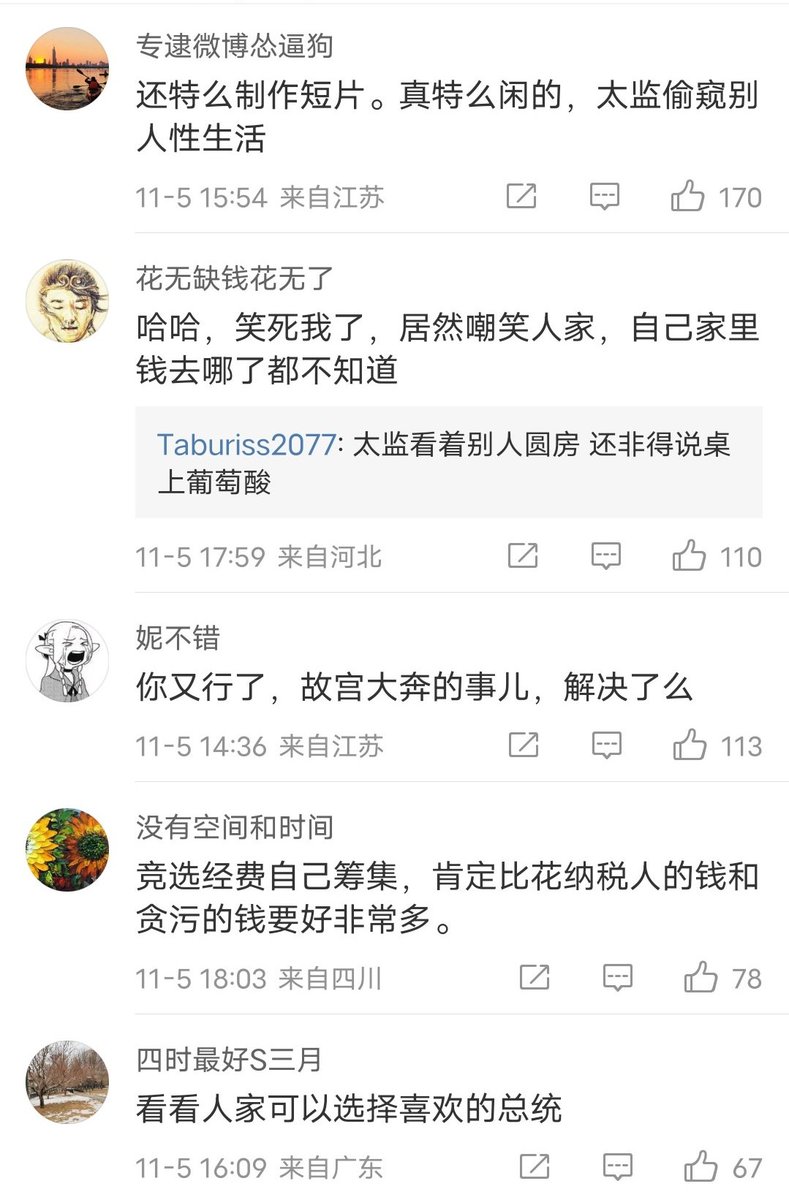 专逮微博怂逼狗
还特么制作短片。真特么闲的，太监偷窥别
人性生活
11-5 15:54 来自江苏
170
花无缺钱花无了
哈哈，笑死我了，居然嘲笑人家，自己家里
钱去哪了都不知道
Taburiss2077: 太监看着别人圆房 还非得说桌
上葡萄酸
11-5 17:59 来自河北
110
妮不错
你又行了，故宫大奔的事儿，解决了么
11-5 14:36 来自江苏
113
没有空间和时间
竞选经费自己筹集，肯定比花纳税人的钱和
贪污的钱要好非常多。
11-5 18:03 来自四川
78
四时最好S三月
看看人家可以选择喜欢的总统
11-5 16:09 来自广东
67